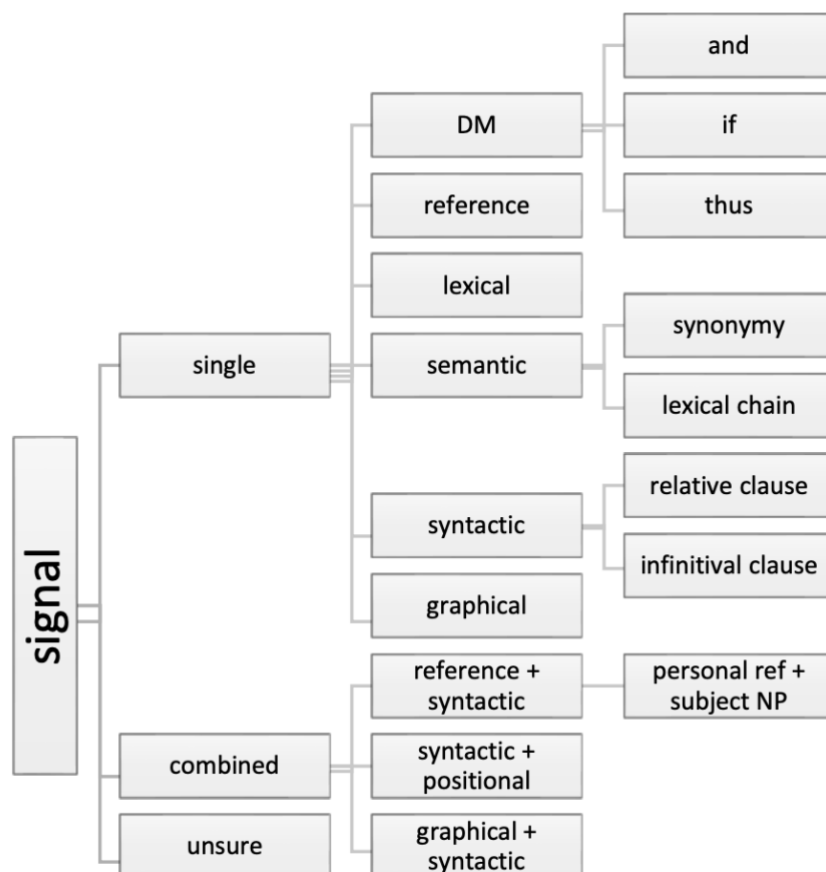 signal
single
DM
and
if
thus
reference
lexical
semantic
synonymy
lexical chain
syntactic
relative clause
infinitival clause
graphical
combined
reference +
syntactic
personal ref +
subject NP
syntactic +
positional
graphical +
syntactic
unsure